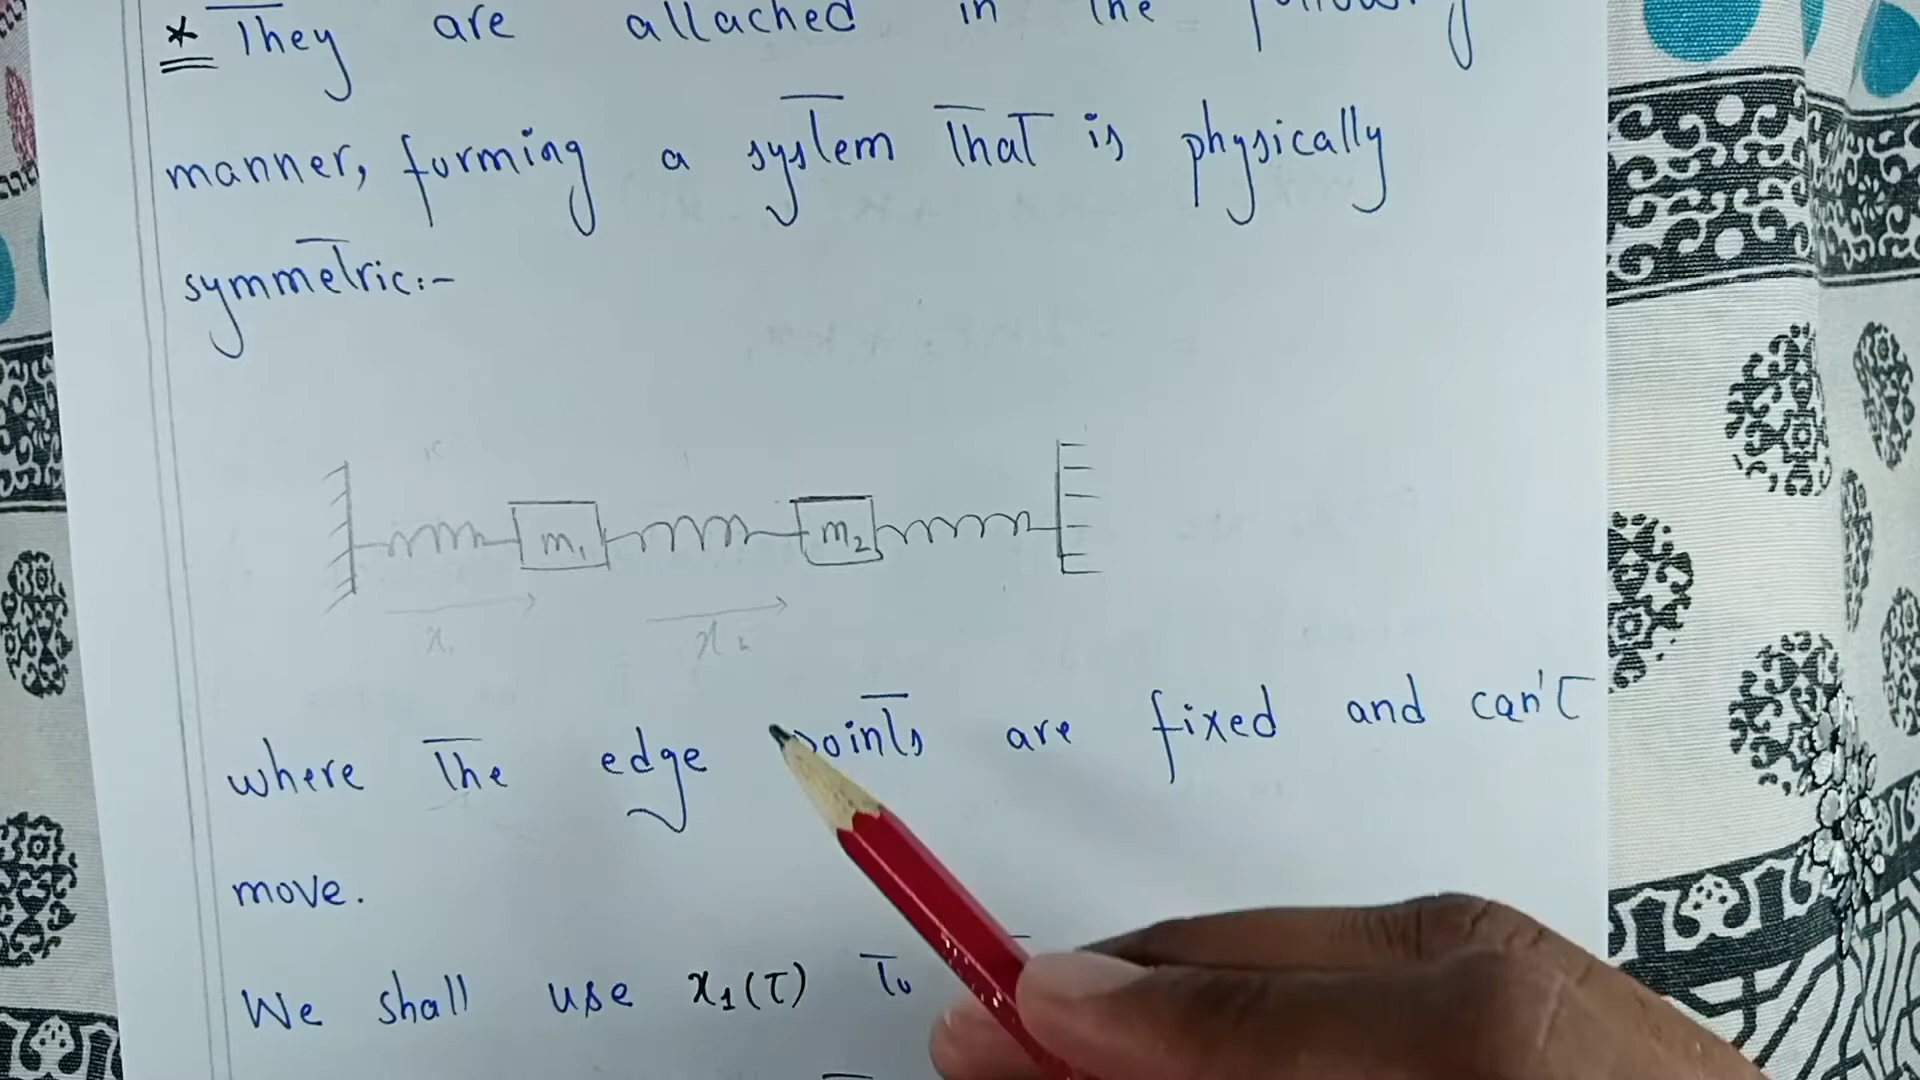 * They are attached in the following
manner, forming a system that is physically
symmetric:-
K
m1 m2
x1 x2
where the edge points are fixed and can't
move.
We shall use x1(t) to